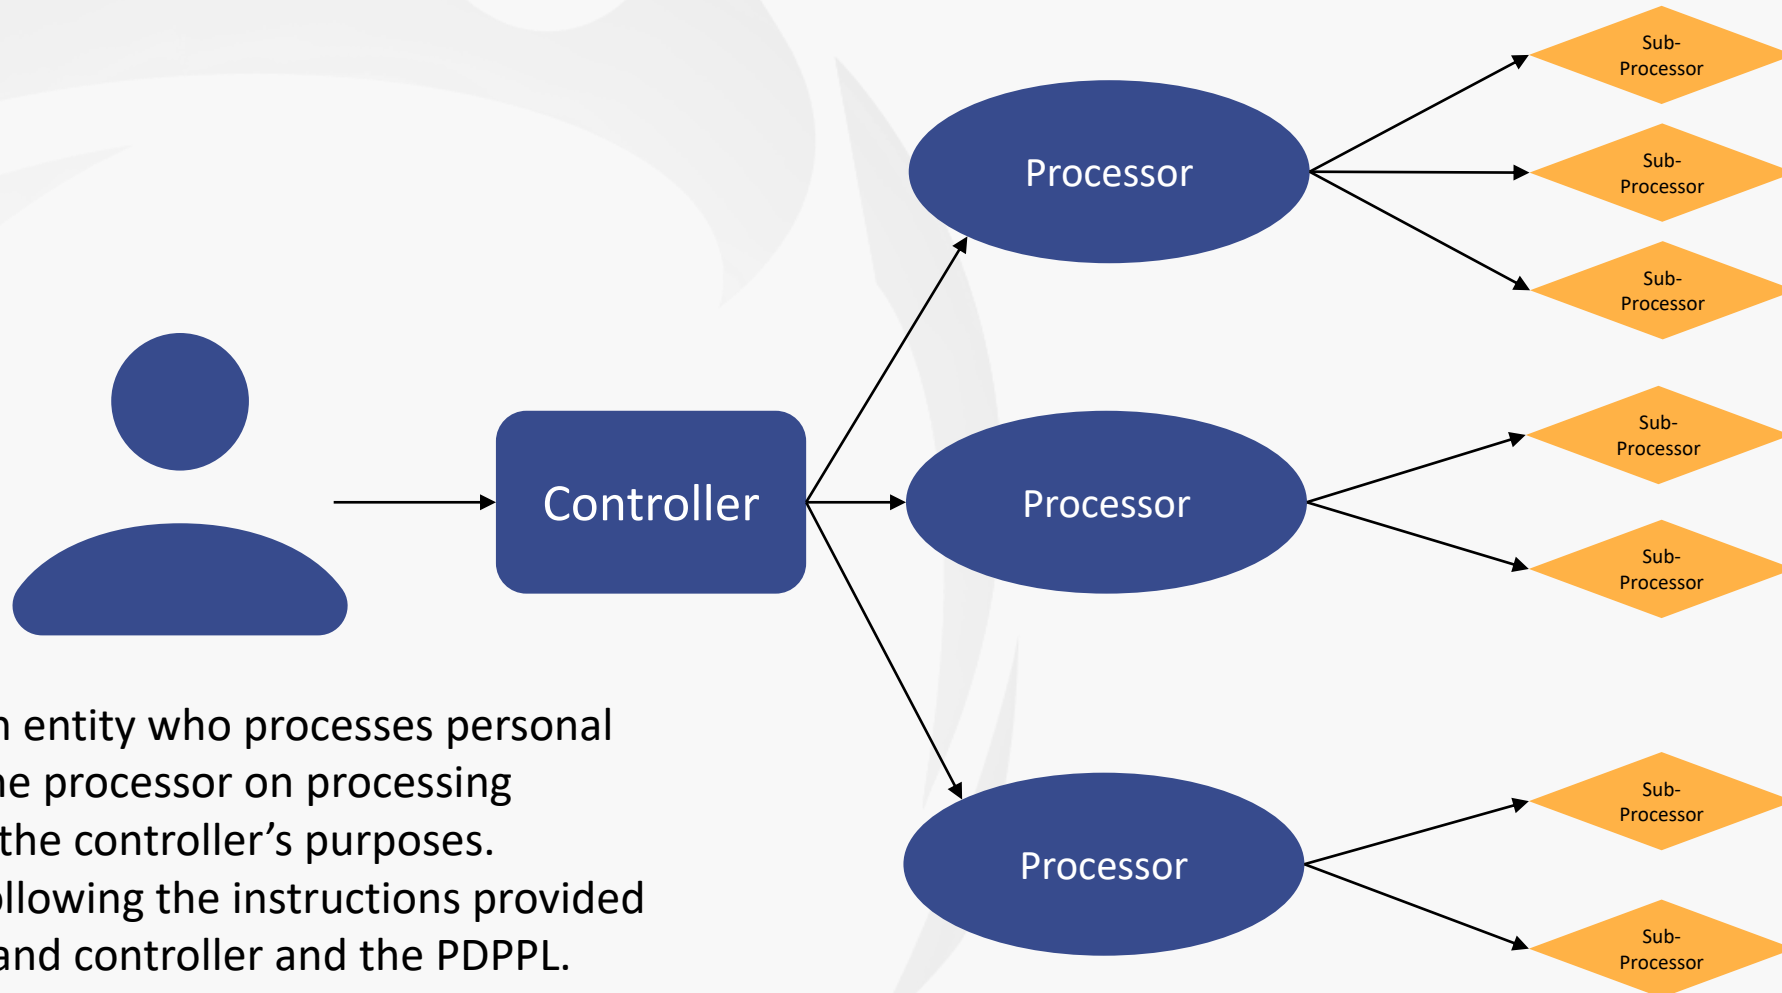 Sub-
Processor
Sub-
Processor
Sub-
Processor
Processor
Controller
Processor
Sub-
Processor
Sub-
Processor
Processor
Sub-
Processor
Sub-
Processor
entity who processes personal
processor on processing
the controller’s purposes.
the instructions provided
and controller and the PDPPL.